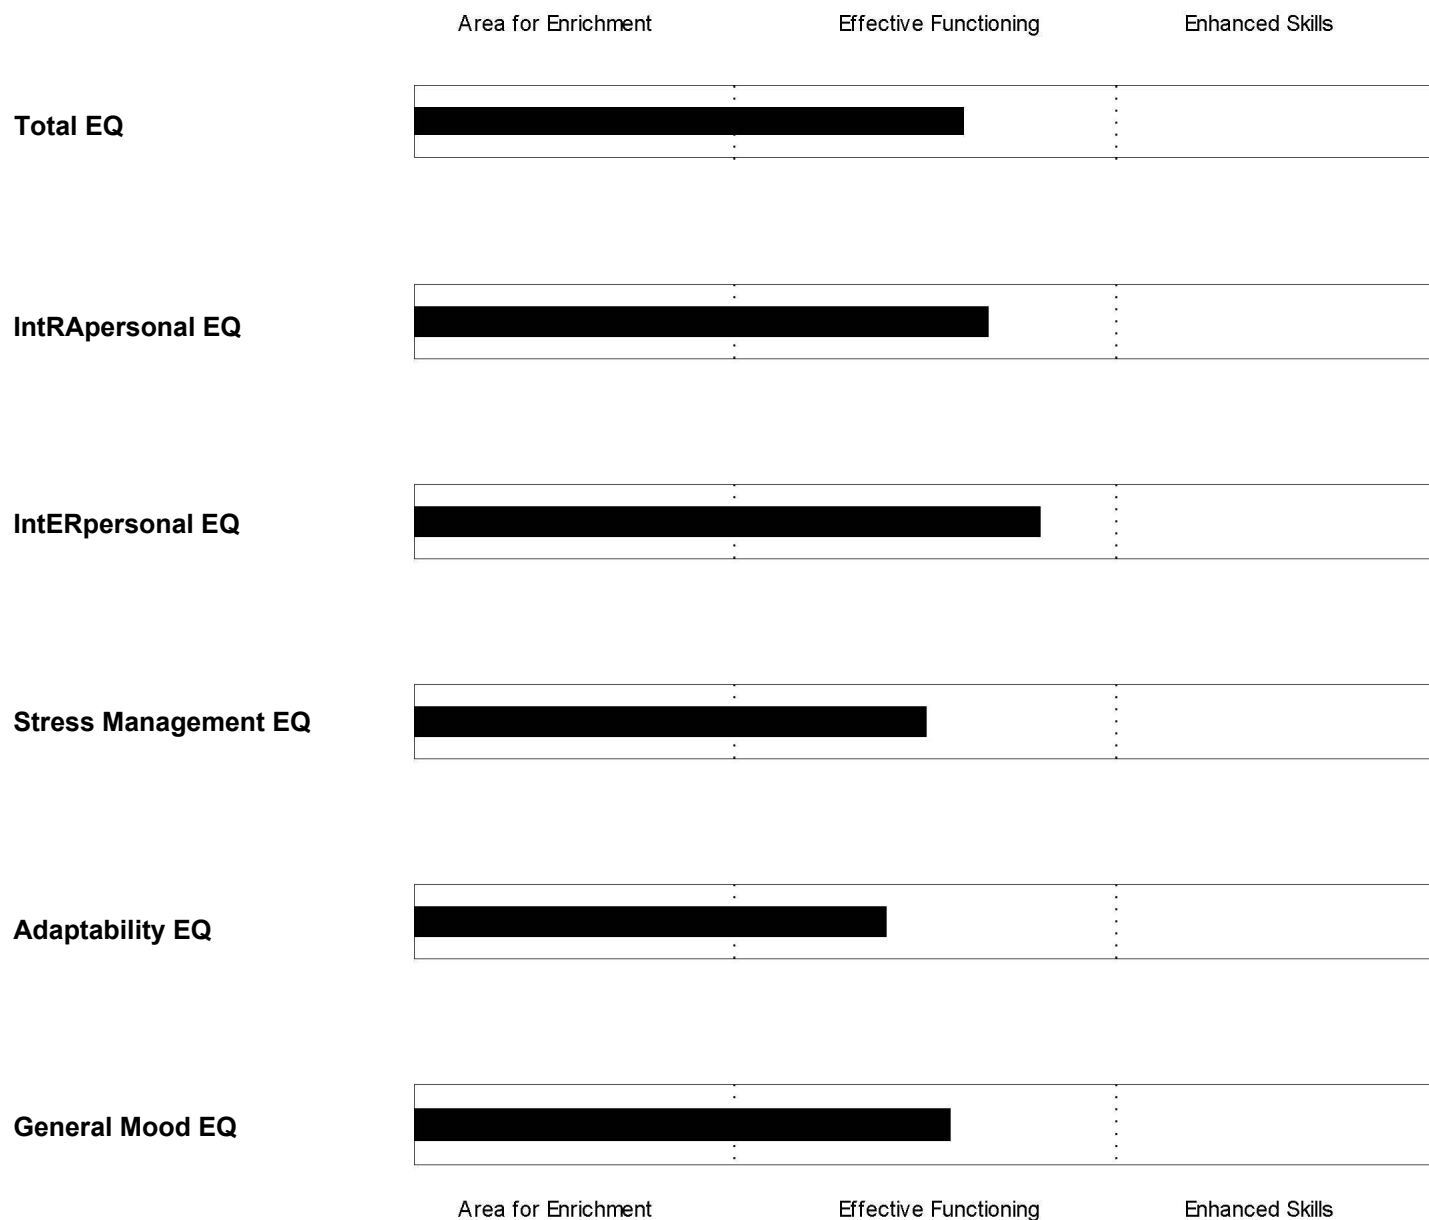 Area for Enrichment Effective Functioning Enhanced Skills
Total EQ
IntRApersonal EQ
IntERpersonal EQ
Stress Management EQ
Adaptability EQ
General Mood EQ
Area for Enrichment Effective Functioning Enhanced Skills